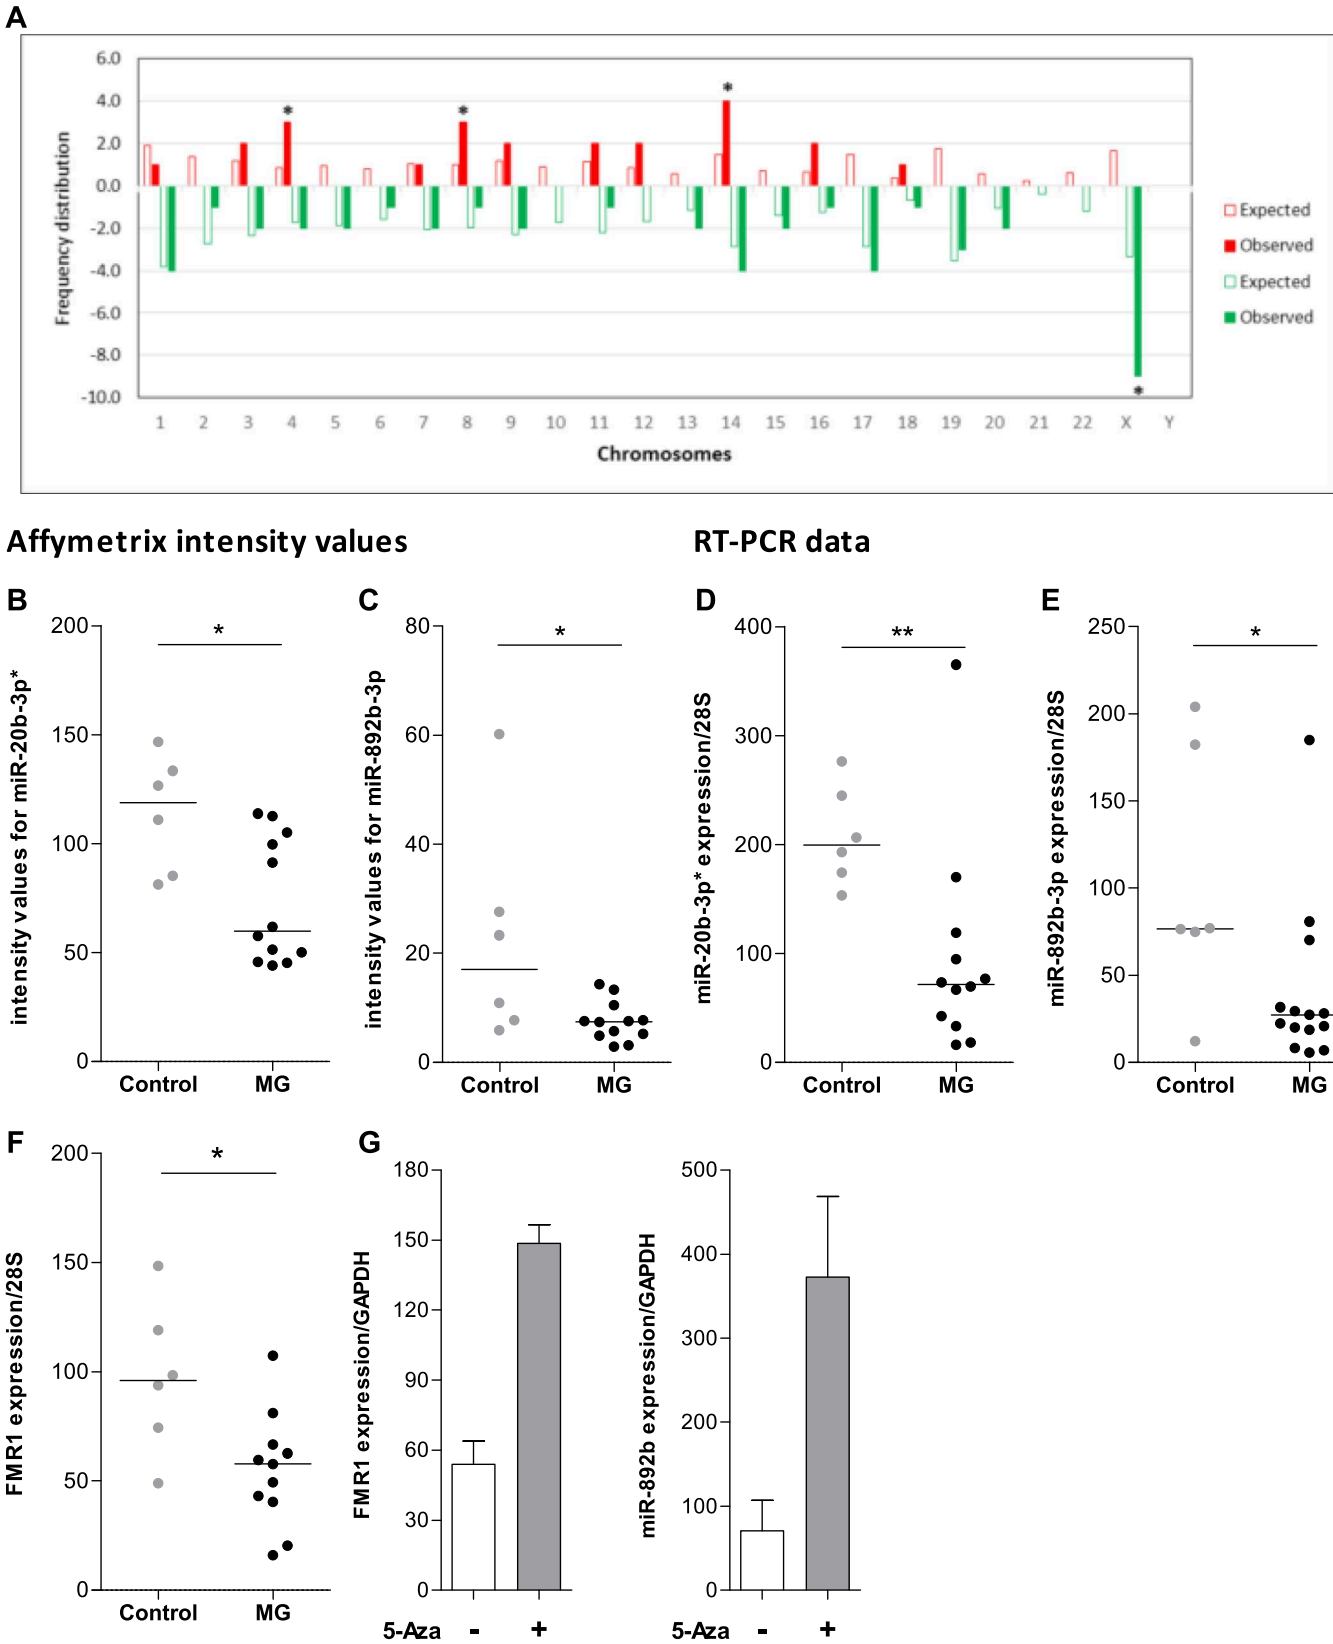 A
6.0
4.0
2.0
0.0
-2.0
-4.0
-6.0
-8.0
-10.0
Frequency distribution
* * * *
1 2 3 4 5 6 7 8 9 10 11 12 13 14 15 16 17 18 19 20 21 22 X Y
Chromosomes
Expected
Observed
Expected
Observed
Affymetrix intensity values
RT-PCR data
B
intensity values for miR-20b-3p*
200
150
100
50
0
*
Control MG
C
intensity values for miR-892b-3p
80
60
40
20
0
*
Control MG
D
miR-20b-3p* expression/28S
400
300
200
100
0
**
Control MG
E
miR-892b-3p expression/28S
250
200
150
100
50
0
*
Control MG
F
FMR1 expression/28S
200
150
100
50
0
*
Control MG
G
FMR1 expression/GAPDH
180
150
120
90
60
30
0
5-Aza - +
miR-892b expression/GAPDH
500
400
300
200
100
0
5-Aza - +